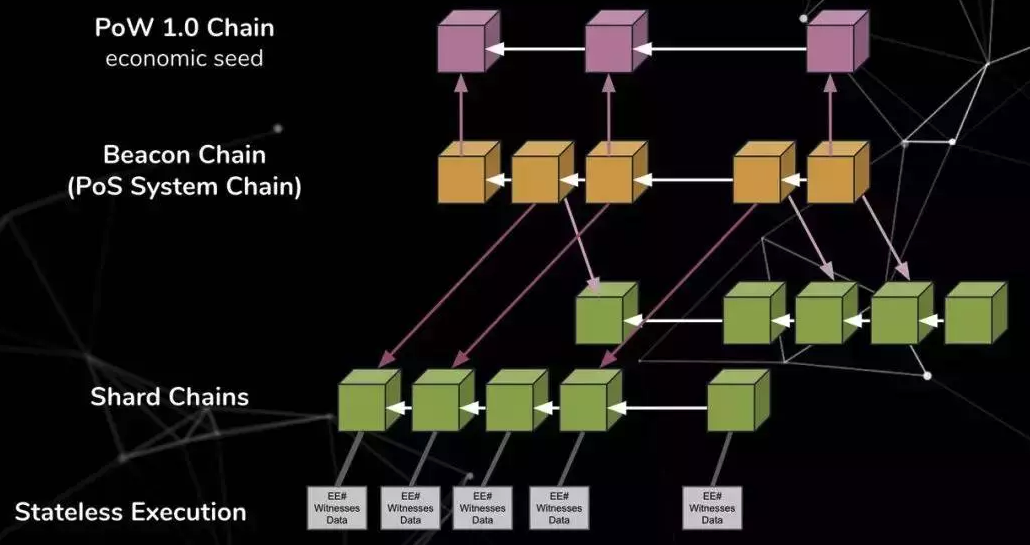 PoW 1.0 Chain
economic seed
Beacon Chain
(PoS System Chain)
Shard Chains
Stateless Execution
EE#
Witnesses
Data
EE#
Witnesses
Data
EE#
Witnesses
Data
EE#
Witnesses
Data
EE#
Witnesses
Data